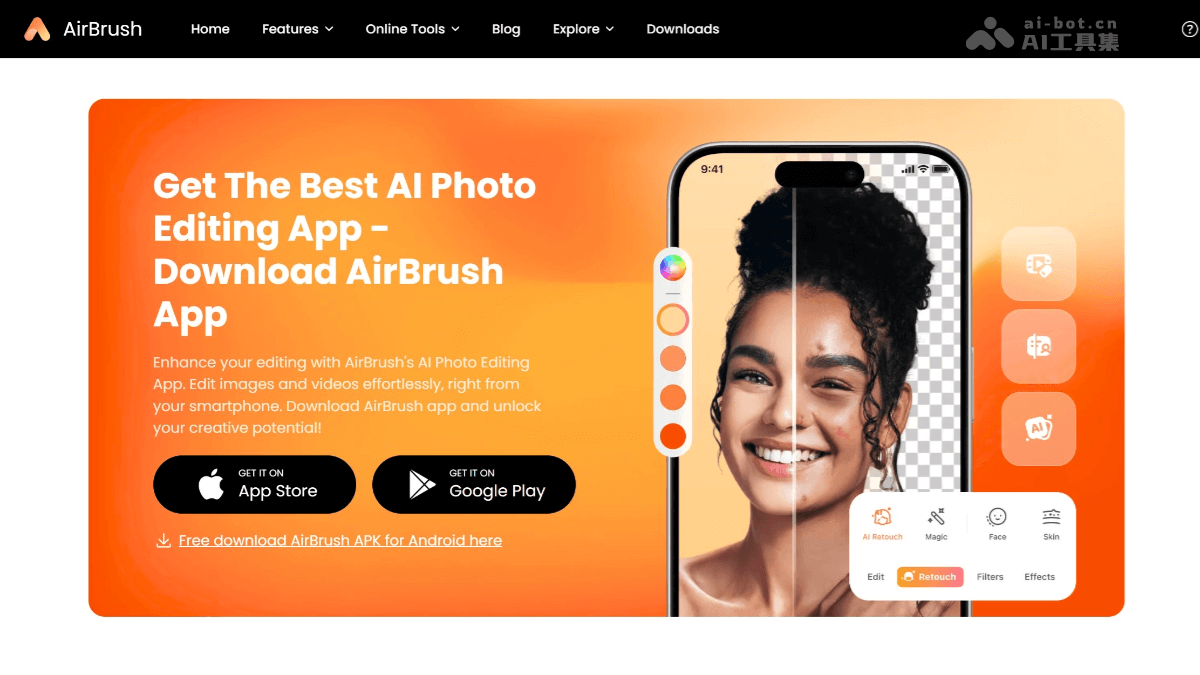 AirBrush
Home
Features
Online Tools
Blog
Explore
Downloads
ai-bot.cn
AI工具集
?
Get The Best AI Photo
Editing App -
Download AirBrush
App
Enhance your editing with AirBrush's AI Photo Editing
App. Edit images and videos effortlessly, right from
your smartphone. Download AirBrush app and unlock
your creative potential!
GET IT ON
App Store
GET IT ON
Google Play
Free download AirBrush APK for Android here
9:41
AI
AI Retouch
Magic
Face
Skin
Edit
Retouch
Filters
Effects